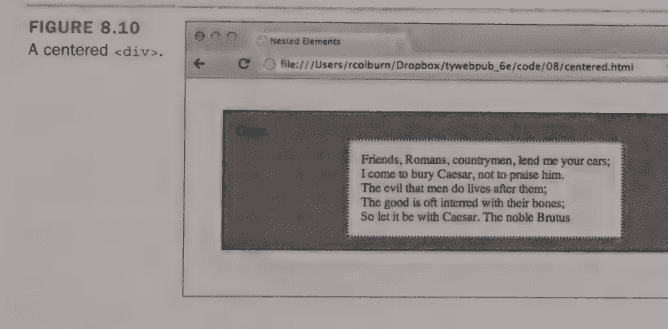 FIGURE 8.10
A centered <div>.
Nested Elements
file:///Users/rcolburn/Dropbox/tywebpub_6e/code/08/centered.html
Friends, Romans, countrymen, lend me your ears;
I come to bury Caesar, not to praise him.
The evil that men do lives after them;
The good is oft interred with their bones;
So let it be with Caesar. The noble Brutus